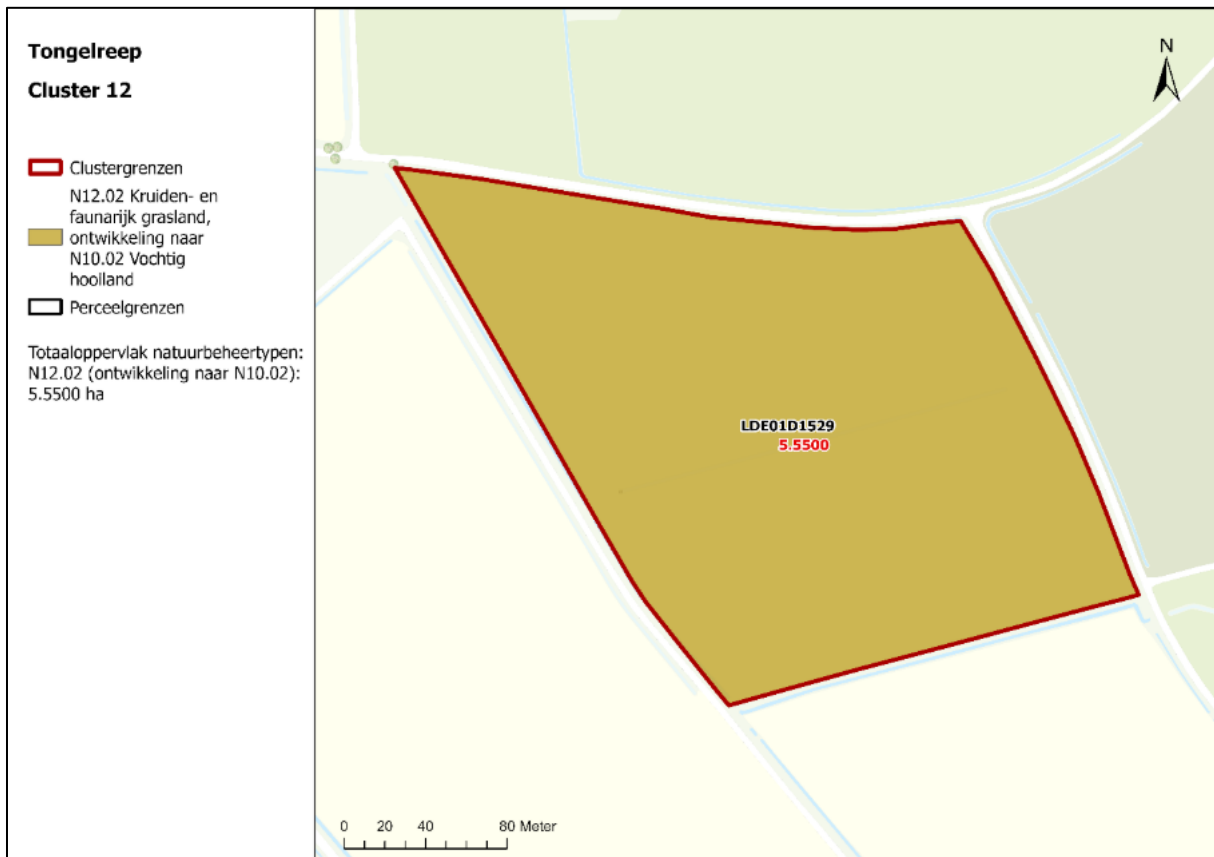 Tongelreep
Cluster 12
Clustergrenzen
N12.02 Kruiden- en
faunarijk grasland,
ontwikkeling naar
N10.02 Vochtig
hoolland
Perceelgrenzen
Totaaloppervlak natuurbeheertypen:
N12.02 (ontwikkeling naar N10.02):
5.5500 ha
N
LDE01D1529
5.5500
0 20 40 80 Meter